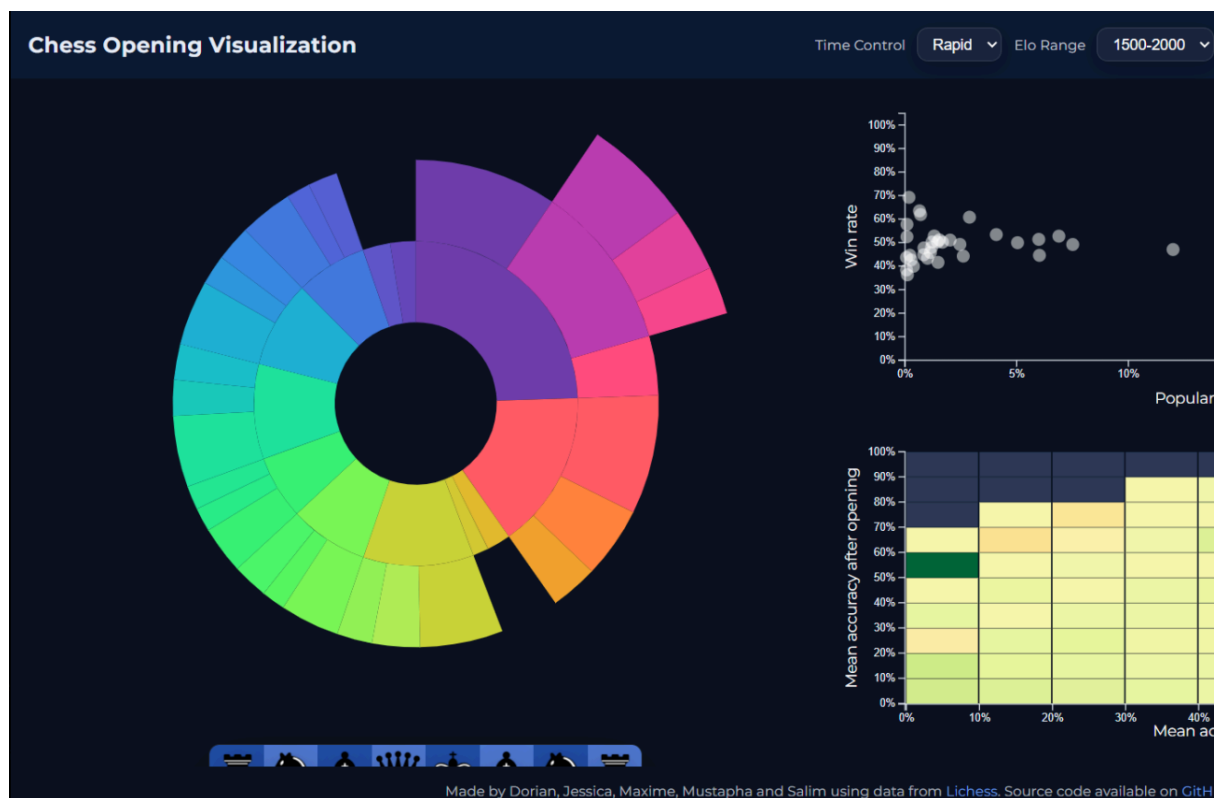 Chess Opening Visualization
Time Control Rapid Elo Range 1500-2000
100%
90%
80%
70%
60%
50%
40%
30%
20%
10%
0%
Win rate
0% 5% 10%
Popular
100%
90%
80%
70%
60%
50%
40%
30%
20%
10%
0%
Mean accuracy after opening
0% 10% 20% 30% 40%
Mean ac
Made by Dorian, Jessica, Maxime, Mustapha and Salim using data from Lichess. Source code available on GitH